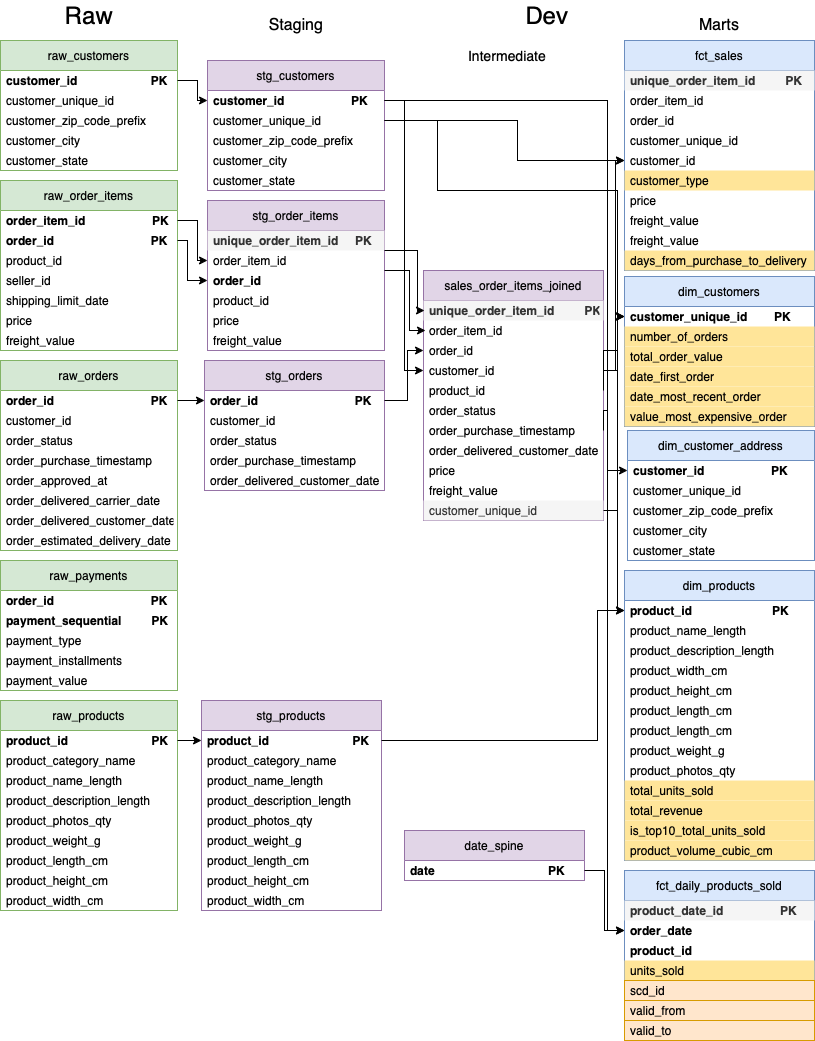 Raw
Dev
Staging
Marts
Intermediate
raw_customers
customer_id PK
customer_unique_id
customer_zip_code_prefix
customer_city
customer_state
raw_order_items
order_item_id PK
order_id PK
product_id
seller_id
shipping_limit_date
price
freight_value
raw_orders
order_id PK
customer_id
order_status
order_purchase_timestamp
order_approved_at
order_delivered_carrier_date
order_delivered_customer_date
order_estimated_delivery_date
raw_payments
order_id PK
payment_sequential PK
payment_type
payment_installments
payment_value
raw_products
product_id PK
product_category_name
product_name_length
product_description_length
product_photos_qty
product_weight_g
product_length_cm
product_height_cm
product_width_cm
stg_customers
customer_id PK
customer_unique_id
customer_zip_code_prefix
customer_city
customer_state
stg_order_items
unique_order_item_id PK
order_item_id
order_id
product_id
price
freight_value
stg_orders
order_id PK
customer_id
order_status
order_purchase_timestamp
order_delivered_customer_date
stg_products
product_id PK
product_category_name
product_name_length
product_description_length
product_photos_qty
product_weight_g
product_length_cm
product_height_cm
product_width_cm
sales_order_items_joined
unique_order_item_id PK
order_item_id
order_id
customer_id
product_id
order_status
order_purchase_timestamp
order_delivered_customer_date
price
freight_value
customer_unique_id
date_spine
date PK
fct_sales
unique_order_item_id PK
order_item_id
order_id
customer_unique_id
customer_id
customer_type
price
freight_value
freight_value
days_from_purchase_to_delivery
dim_customers
customer_unique_id PK
number_of_orders
total_order_value
date_first_order
date_most_recent_order
value_most_expensive_order
dim_customer_address
customer_id PK
customer_unique_id
customer_zip_code_prefix
customer_city
customer_state
dim_products
product_id PK
product_name_length
product_description_length
product_width_cm
product_height_cm
product_length_cm
product_length_cm
product_weight_g
product_photos_qty
total_units_sold
total_revenue
is_top10_total_units_sold
product_volume_cubic_cm
fct_daily_products_sold
product_date_id PK
order_date
product_id
units_sold
scd_id
valid_from
valid_to